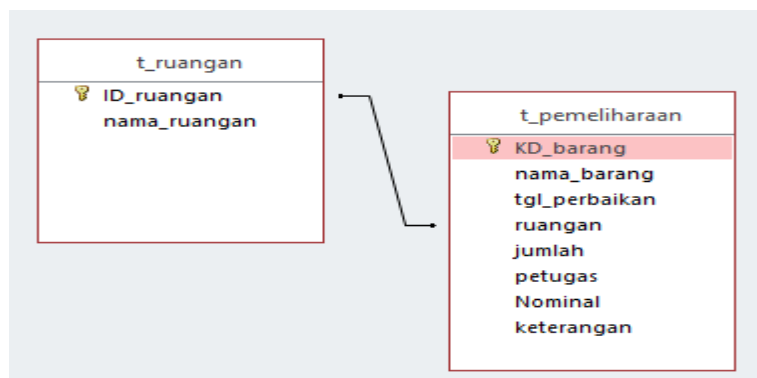 t_ruangan
ID_ruangan
nama_ruangan
t_pemeliharaan
KD_barang
nama_barang
tgl_perbaikan
ruangan
jumlah
petugas
Nominal
keterangan